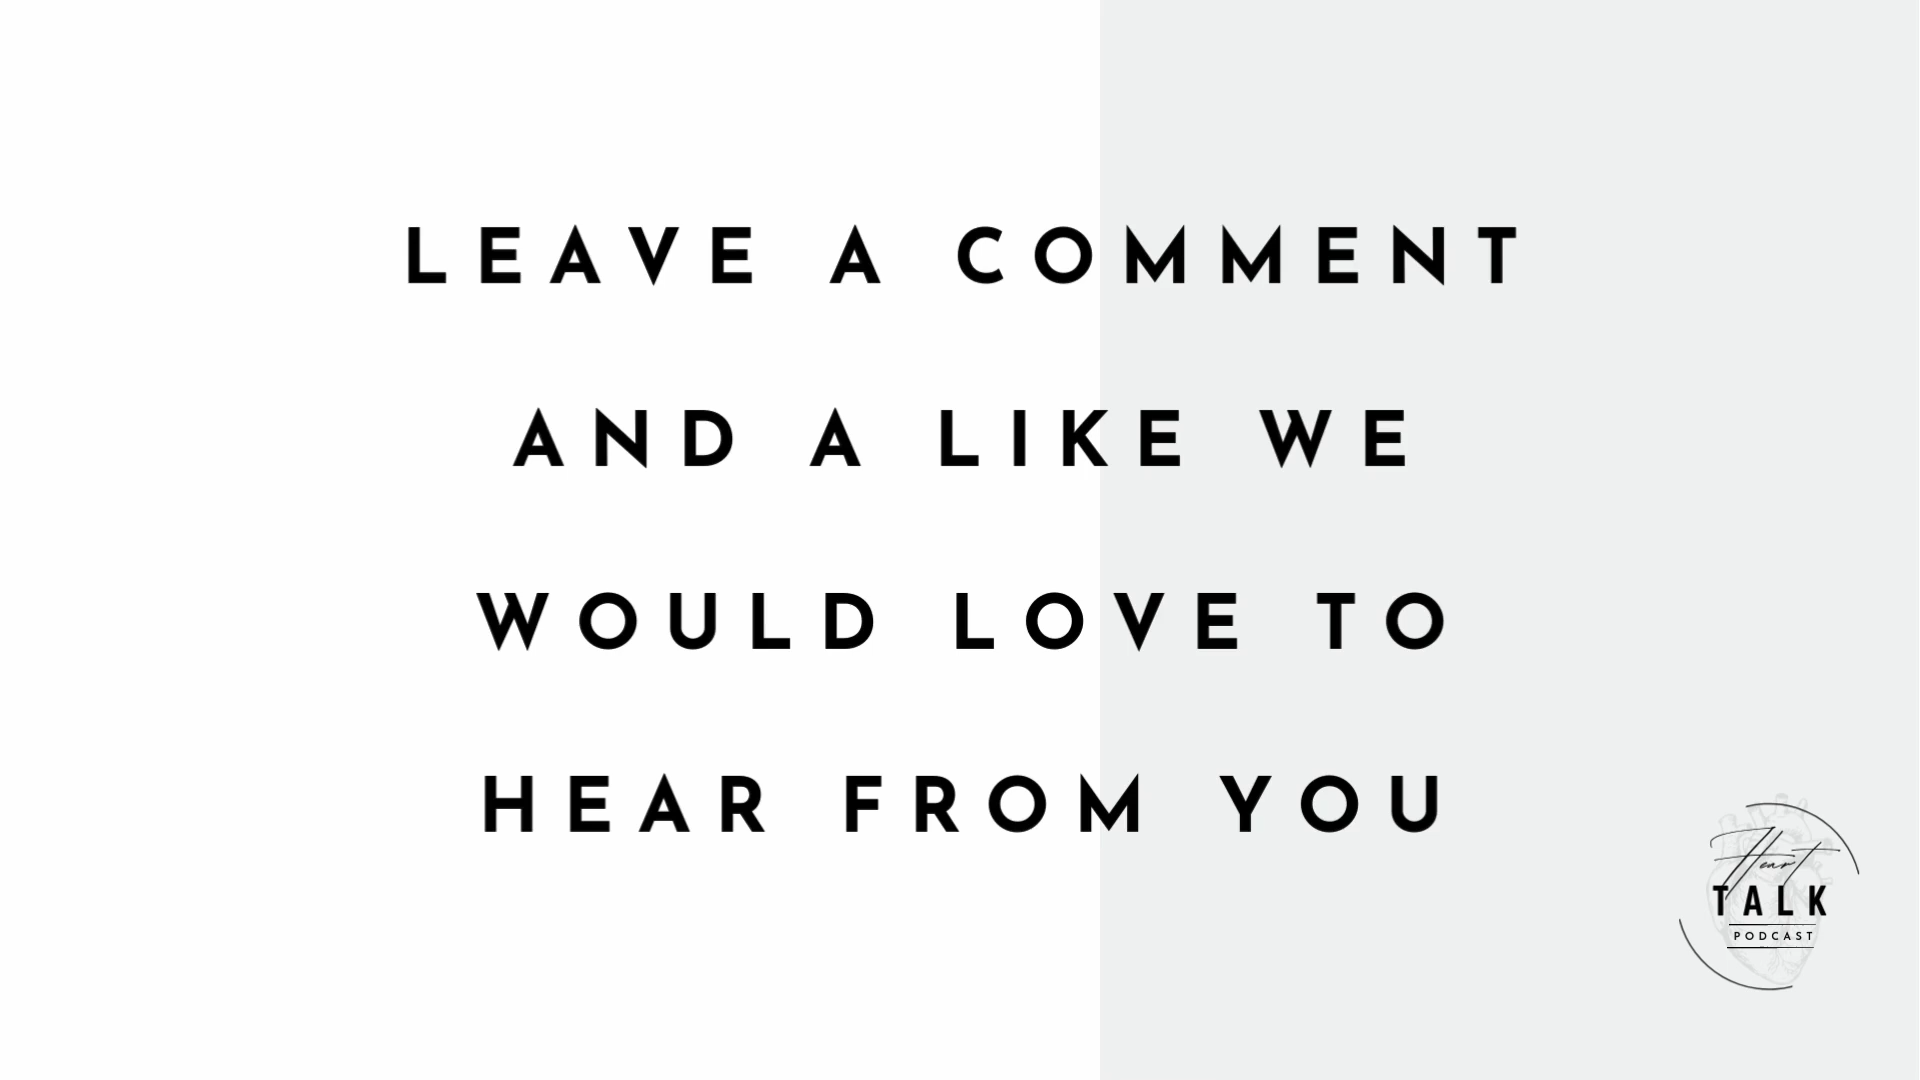 LEAVE A COMMENT
AND A LIKE WE
WOULD LOVE TO
HEAR FROM YOU
Heart
TALK
PODCAST